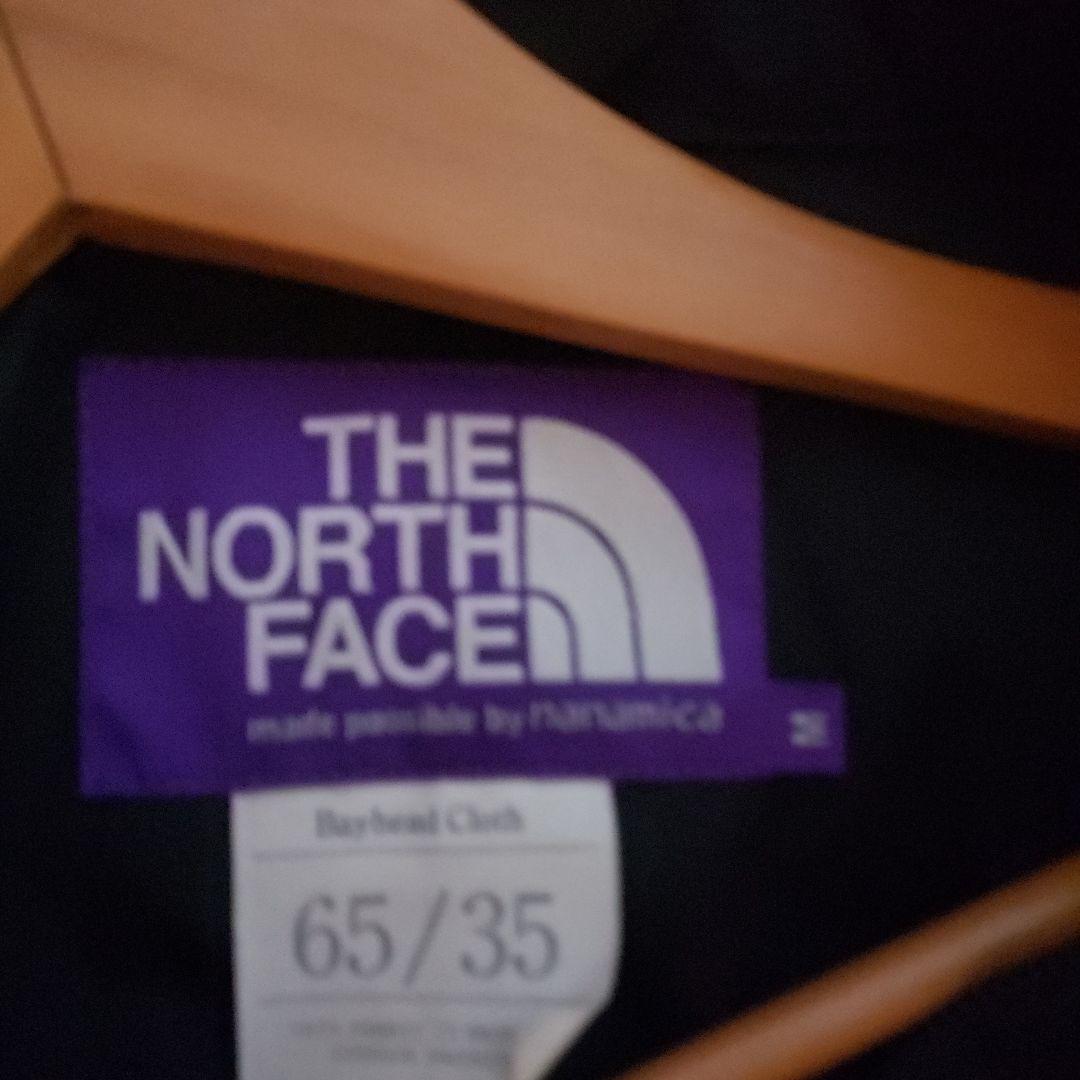 THE
NORTH
FACE
made possible by nanamica
M
Bayhead Cloth
65/35